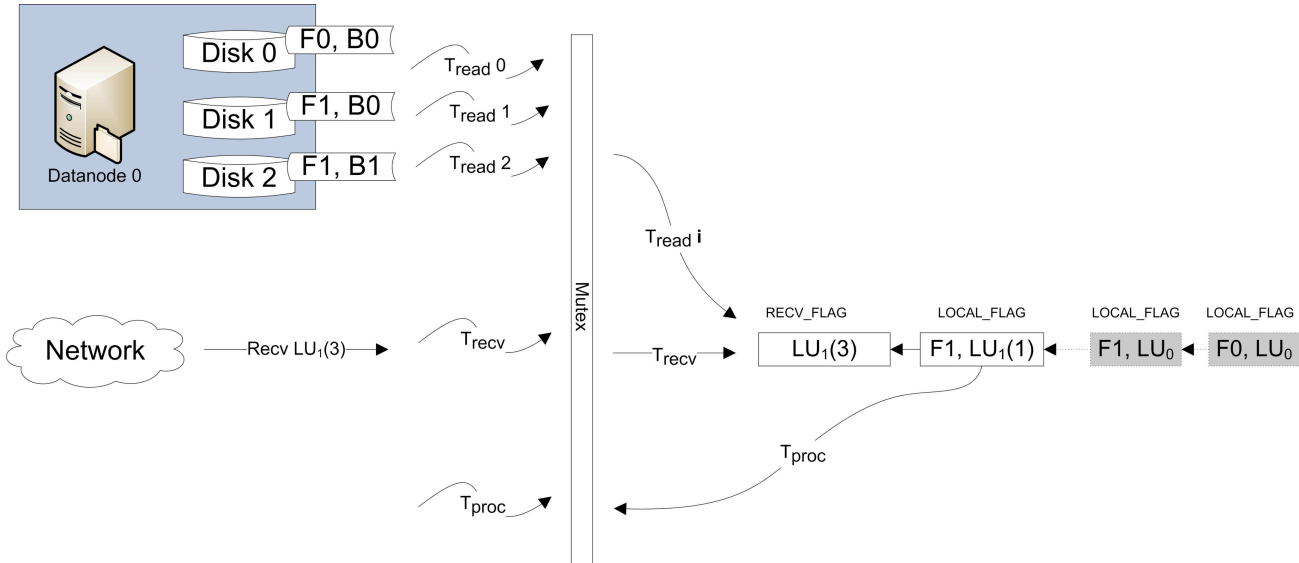 Disk 0
F0, B0
Tread 0
Disk 1
F1, B0
Tread 1
Disk 2
F1, B1
Tread 2
Datanode 0
Tread i
Mutex
Network
Recv LU₁(3)
Trecv
Trecv
RECV_FLAG
LOCAL_FLAG
LOCAL_FLAG
LOCAL_FLAG
LU₁(3)
F1, LU₁(1)
F1, LU₀
F0, LU₀
Tproc
Tproc